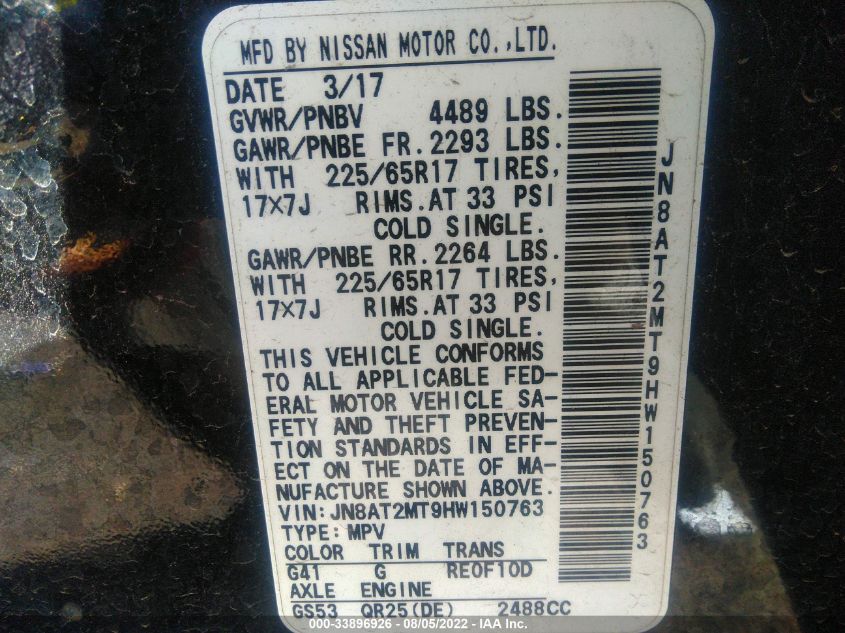 MFD BY NISSAN MOTOR CO.,LTD.
DATE 3/17
GVWR/PNBV 4489 LBS.
GAWR/PNBE FR.2293 LBS.
WITH 225/65R17 TIRES,
17X7J RIMS.AT 33 PSI
COLD SINGLE.
GAWR/PNBE RR.2264 LBS.
WITH 225/65R17 TIRES,
17X7J RIMS.AT 33 PSI
COLD SINGLE.
THIS VEHICLE CONFORMS
TO ALL APPLICABLE FED-
ERAL MOTOR VEHICLE SA-
FETY AND THEFT PREVEN-
TION STANDARDS IN EFF-
ECT ON THE DATE OF MA-
NUFACTURE SHOWN ABOVE.
VIN:JN8AT2MT9HW150763
TYPE:MPV
COLOR TRIM TRANS
G41 G RE0F10D
AXLE ENGINE
GS53 QR25(DE) 2488CC
JN8AT2MT9HW150763
000-33896926 - 08/05/2022 - IAA Inc.